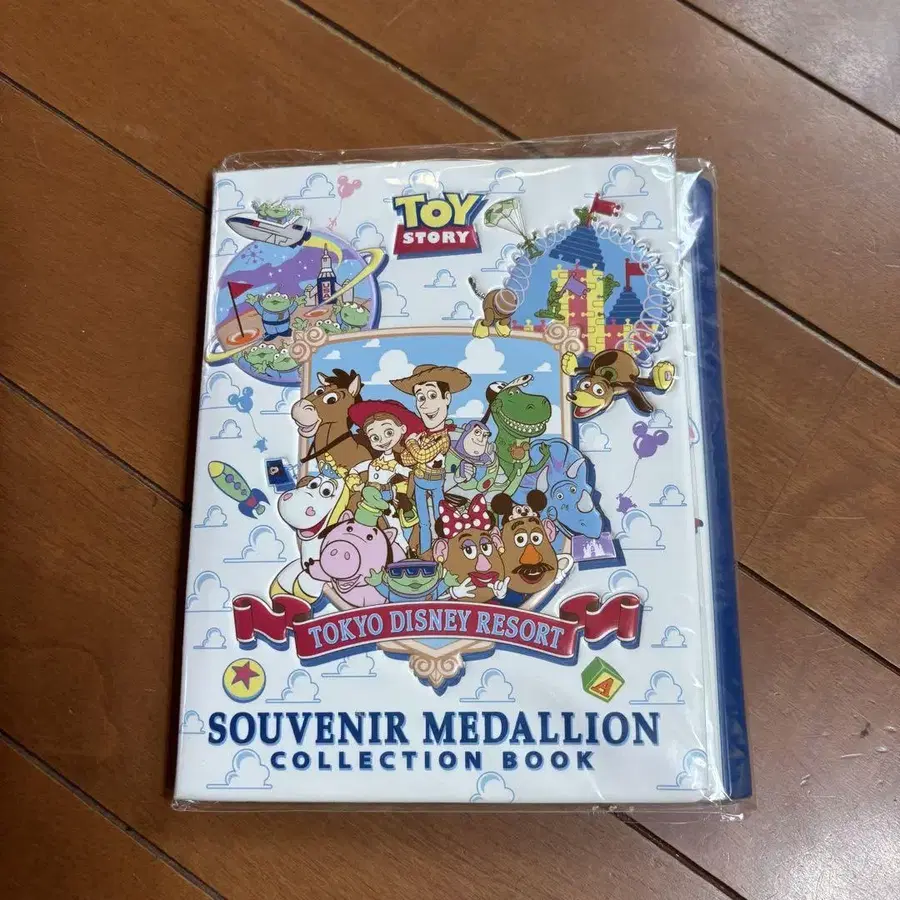 TOY
STORY
TOKYO DISNEY RESORT
A
SOUVENIR MEDALLION
COLLECTION BOOK